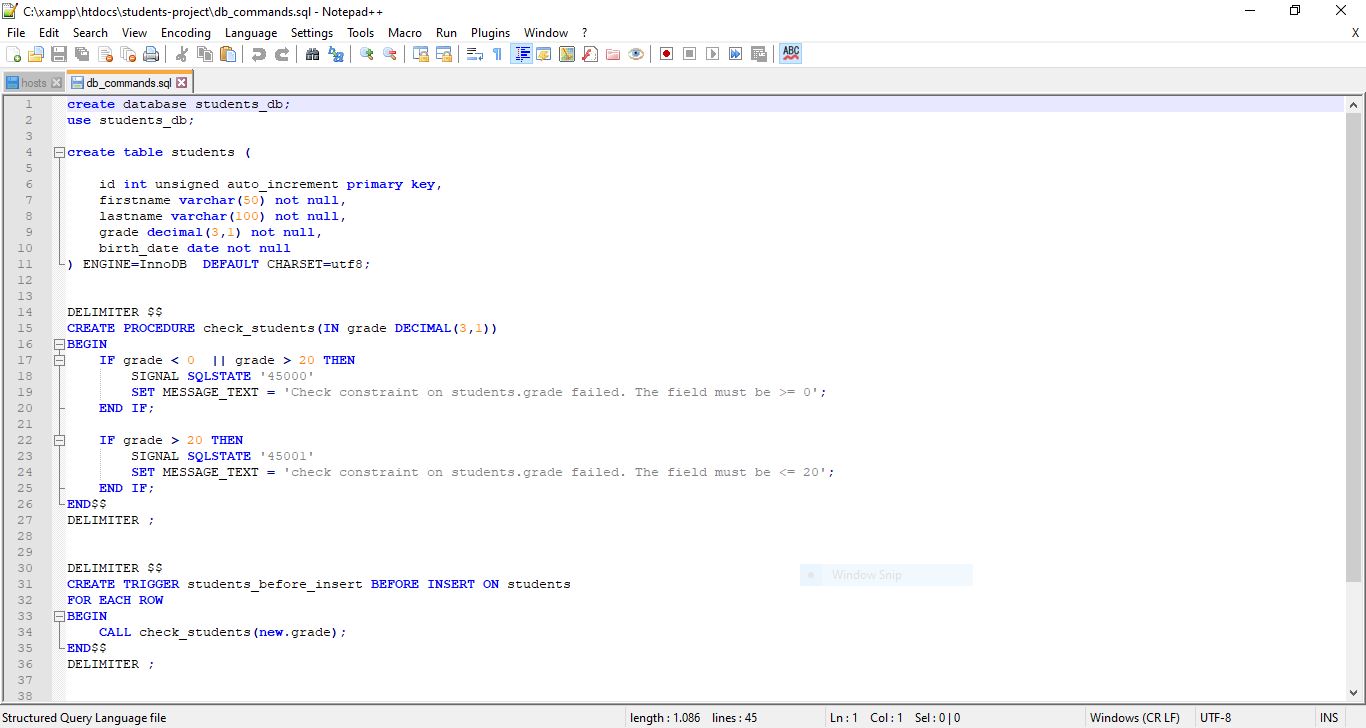 C:\xampp\htdocs\students-project\db_commands.sql - Notepad++
File Edit Search View Encoding Language Settings Tools Macro Run Plugins Window ? X
ABC
hosts db_commands.sql
1 create database students_db;
2 use students_db;
3
4 create table students (
5
6 id int unsigned auto_increment primary key,
7 firstname varchar(50) not null,
8 lastname varchar(100) not null,
9 grade decimal(3,1) not null,
10 birth_date date not null
11 ) ENGINE=InnoDB  DEFAULT CHARSET=utf8;
12
13
14 DELIMITER $$
15 CREATE PROCEDURE check_students(IN grade DECIMAL(3,1))
16 BEGIN
17 IF grade < 0  || grade > 20 THEN
18 SIGNAL SQLSTATE '45000'
19 SET MESSAGE_TEXT = 'Check constraint on students.grade failed. The field must be >= 0';
20 END IF;
21
22 IF grade > 20 THEN
23 SIGNAL SQLSTATE '45001'
24 SET MESSAGE_TEXT = 'check constraint on students.grade failed. The field must be <= 20';
25 END IF;
26 END$$
27 DELIMITER ;
28
29
30 DELIMITER $$
31 CREATE TRIGGER students_before_insert BEFORE INSERT ON students
32 FOR EACH ROW
33 BEGIN
34 CALL check_students(new.grade);
35 END$$
36 DELIMITER ;
37
38
Window Snip
Structured Query Language file length : 1.086 lines : 45 Ln : 1 Col : 1 Sel : 0 | 0 Windows (CR LF) UTF-8 INS